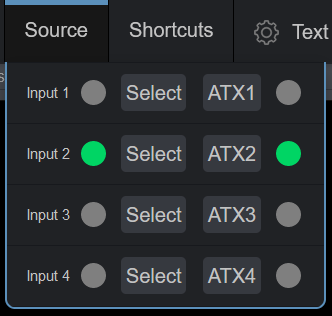 Source Shortcuts Text
Input 1 Select ATX1
Input 2 Select ATX2
Input 3 Select ATX3
Input 4 Select ATX4